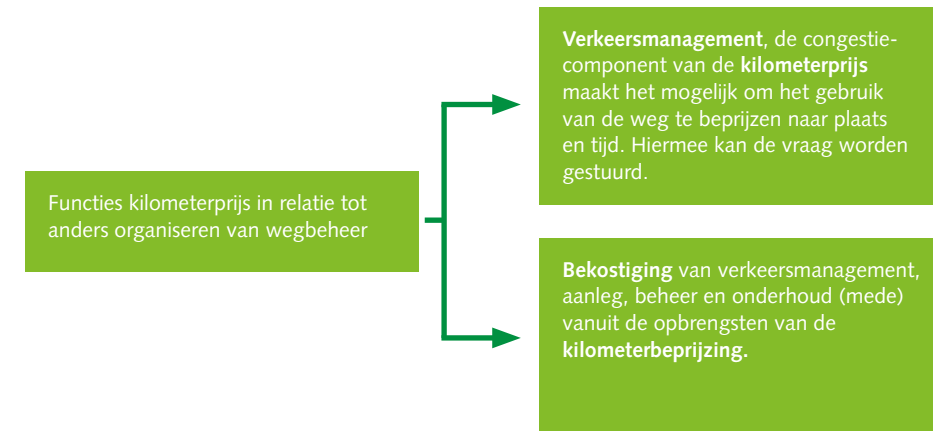 Verkeersmanagement, de congestie-
component van de kilometerprijs
maakt het mogelijk om het gebruik
van de weg te beprijzen naar plaats
en tijd. Hiermee kan de vraag worden
gestuurd.
Functies kilometerprijs in relatie tot
anders organiseren van wegbeheer
Bekostiging van verkeersmanagement,
aanleg, beheer en onderhoud (mede)
vanuit de opbrengsten van de
kilometerbeprijzing.